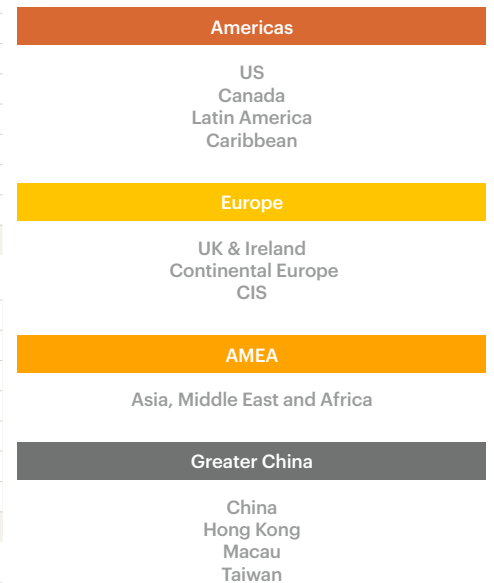 Americas
US
Canada
Latin America
Caribbean
Europe
UK & Ireland
Continental Europe
CIS
AMEA
Asia, Middle East and Africa
Greater China
China
Hong Kong
Macau
Taiwan